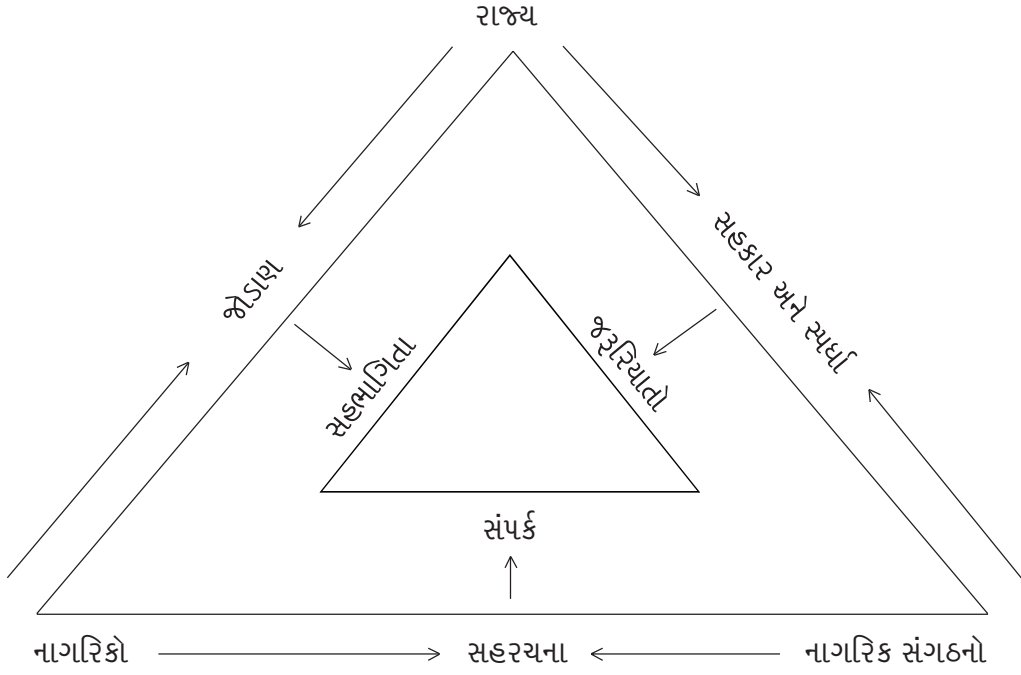 રાજ્ય
જોડાણ
સહકાર અને સ્પર્ધા
સહભાગિતા
જરૂરિયાતો
સંપર્ક
નાગરિકો
સહરચના
નાગરિક સંગઠનો